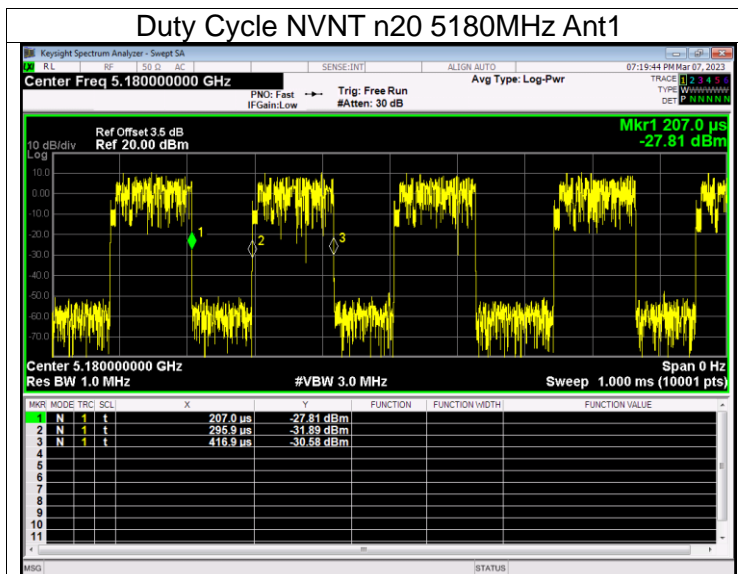 Duty Cycle NVNT n20 5180MHz Ant1
Keysight Spectrum Analyzer - Swept SA
RL RF 50 Ω AC SENSE:INT ALIGN AUTO 07:19:44 PM Mar 07, 2023
Center Freq 5.180000000 GHz Avg Type: Log-Pwr TRACE 1 2 3 4 5 6
PNO: Fast Trig: Free Run TYPE W
IFGain:Low #Atten: 30 dB DET P N N N N N
Mkr1 207.0 µs
Ref Offset 3.5 dB
10 dB/div Ref 20.00 dBm -27.81 dBm
Log
10.0
0.00
-10.0
-20.0
-30.0
-40.0
-50.0
-60.0
-70.0
1
2
3
Center 5.180000000 GHz Span 0 Hz
Res BW 1.0 MHz #VBW 3.0 MHz Sweep 1.000 ms (10001 pts)
MKR MODE TRC SCL X Y FUNCTION FUNCTION WIDTH FUNCTION VALUE
1 N 1 t 207.0 µs -27.81 dBm
2 N 1 t 295.9 µs -31.89 dBm
3 N 1 t 416.9 µs -30.58 dBm
4
5
6
7
8
9
10
11
MSG STATUS